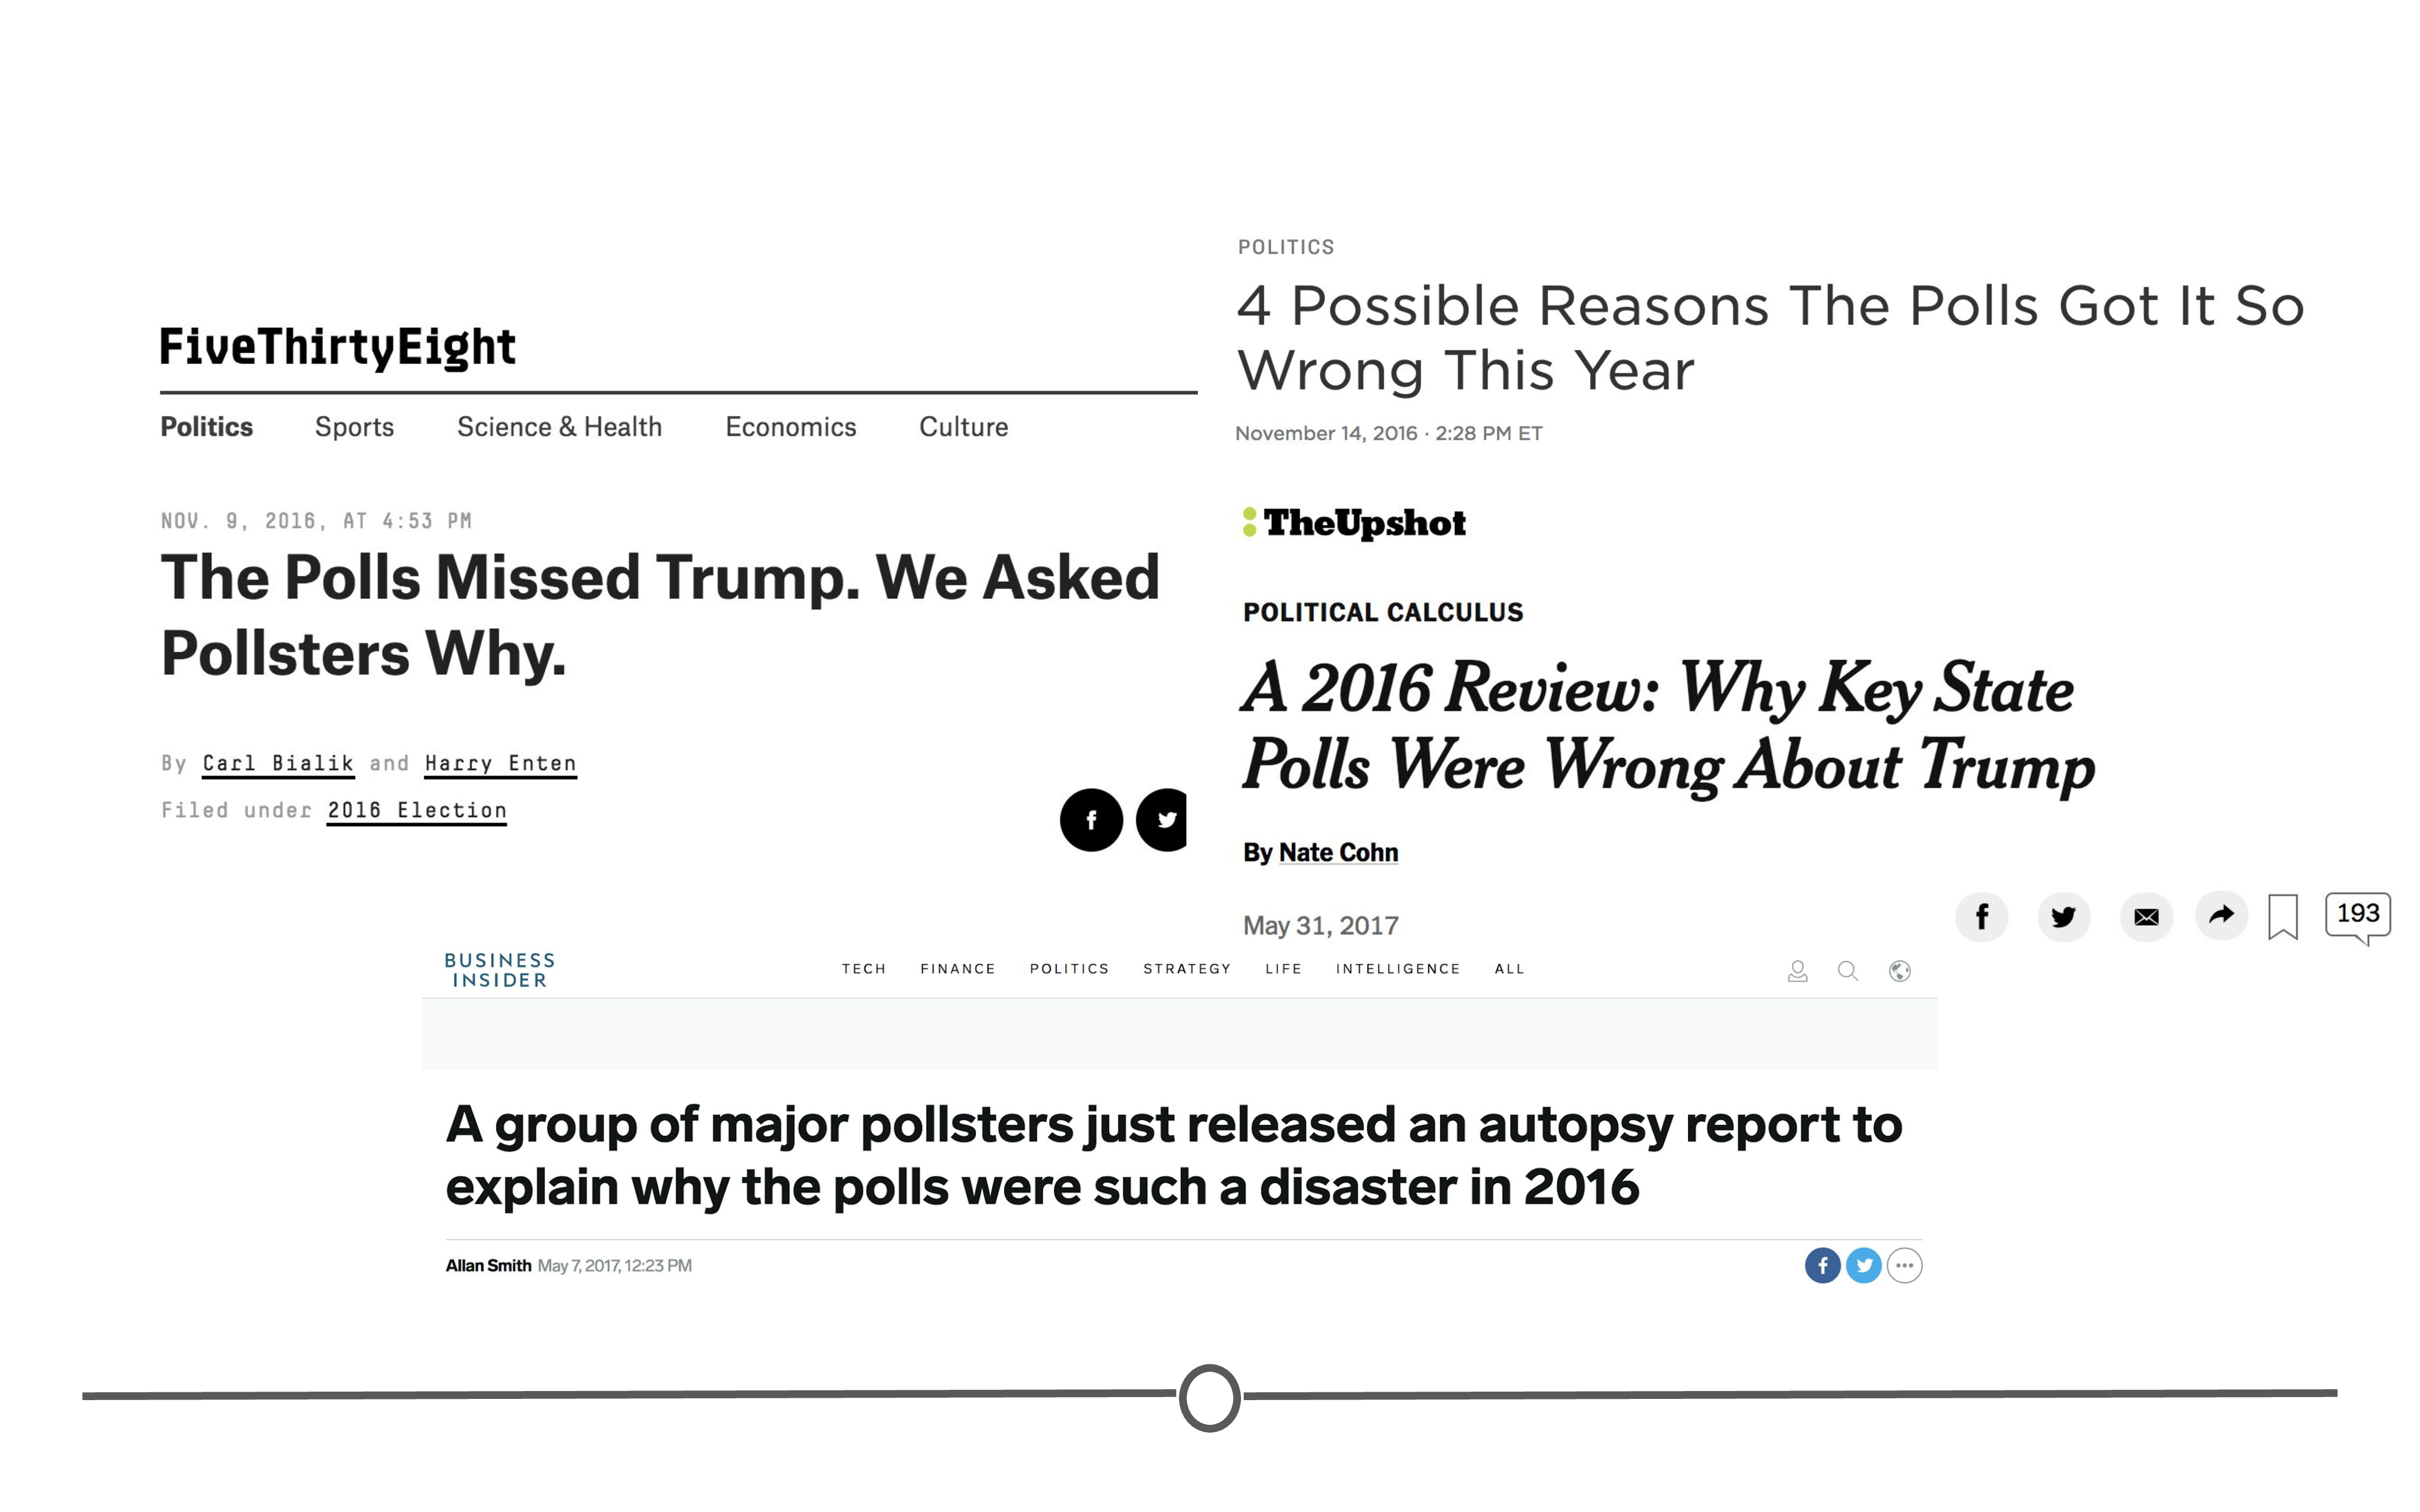 FiveThirtyEight
Politics Sports Science & Health Economics Culture
NOV. 9, 2016, AT 4:53 PM
The Polls Missed Trump. We Asked
Pollsters Why.
By Carl Bialik and Harry Enten
Filed under 2016 Election
POLITICS
4 Possible Reasons The Polls Got It So
Wrong This Year
November 14, 2016 · 2:28 PM ET
TheUpshot
POLITICAL CALCULUS
A 2016 Review: Why Key State
Polls Were Wrong About Trump
By Nate Cohn
May 31, 2017
193
BUSINESS
INSIDER
TECH FINANCE POLITICS STRATEGY LIFE INTELLIGENCE ALL
A group of major pollsters just released an autopsy report to
explain why the polls were such a disaster in 2016
Allan Smith May 7, 2017, 12:23 PM